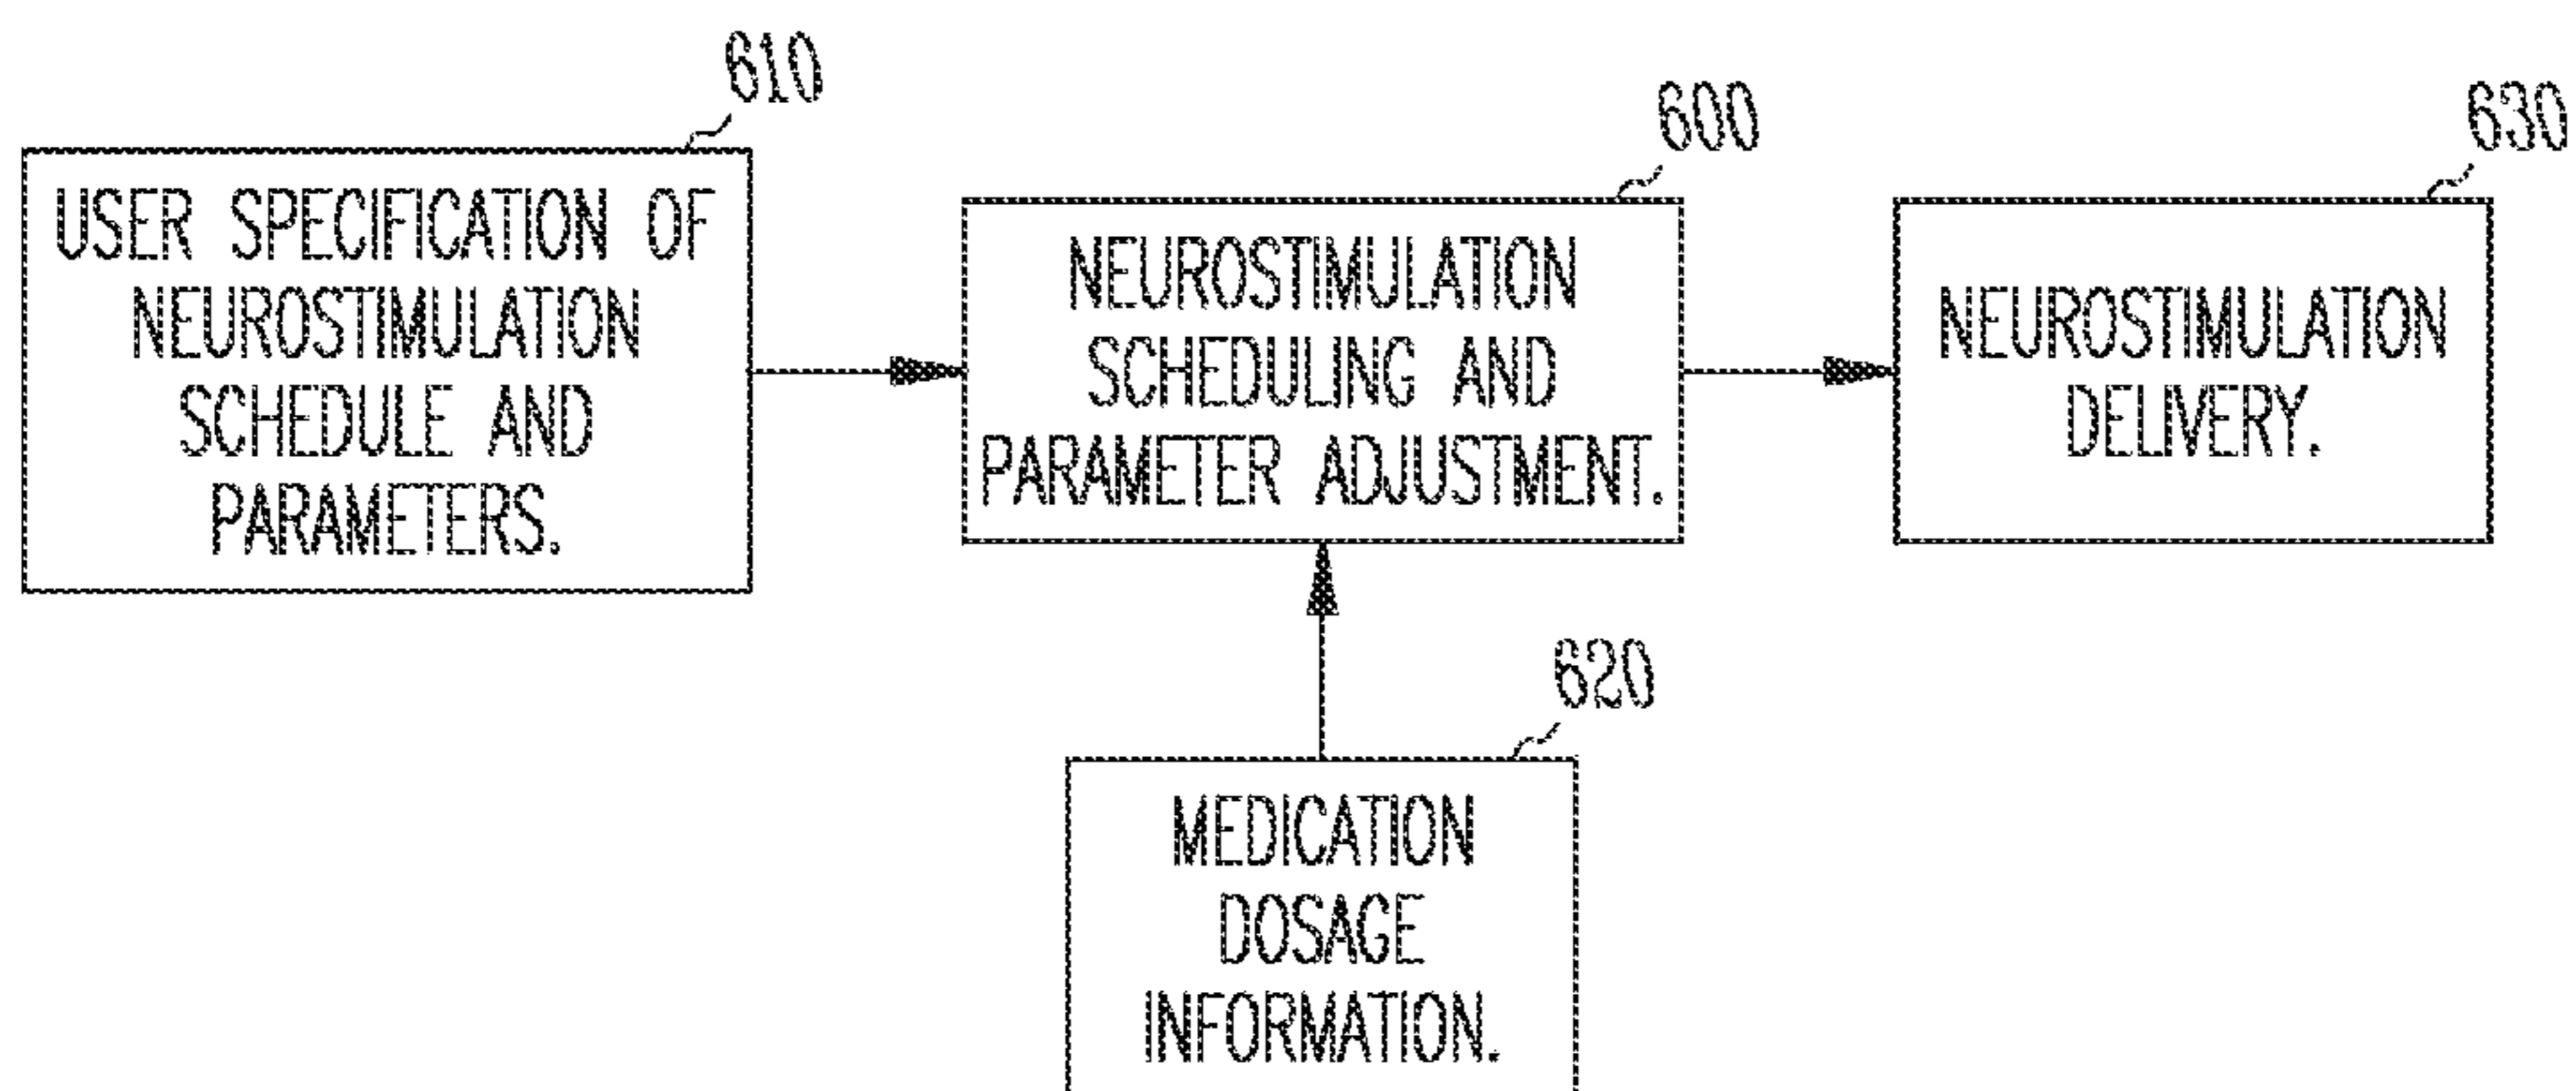 610
USER SPECIFICATION OF
NEUROSTIMULATION
SCHEDULE AND
PARAMETERS.
600
NEUROSTIMULATION
SCHEDULING AND
PARAMETER ADJUSTMENT.
630
NEUROSTIMULATION
DELIVERY.
620
MEDICATION
DOSAGE
INFORMATION.